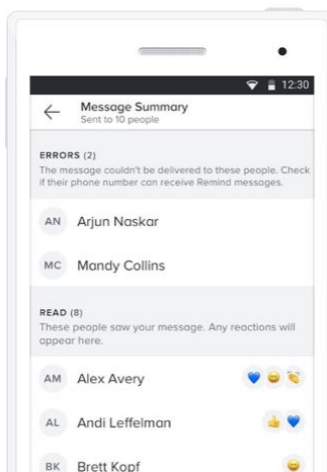 12:30
Message Summary
Sent to 10 people
ERRORS (2)
The message couldn't be delivered to these people. Check
if their phone number can receive Remind messages.
AN Arjun Naskar
MC Mandy Collins
READ (8)
These people saw your message. Any reactions will
appear here.
AM Alex Avery
AL Andi Leffelman
BK Brett Kopf